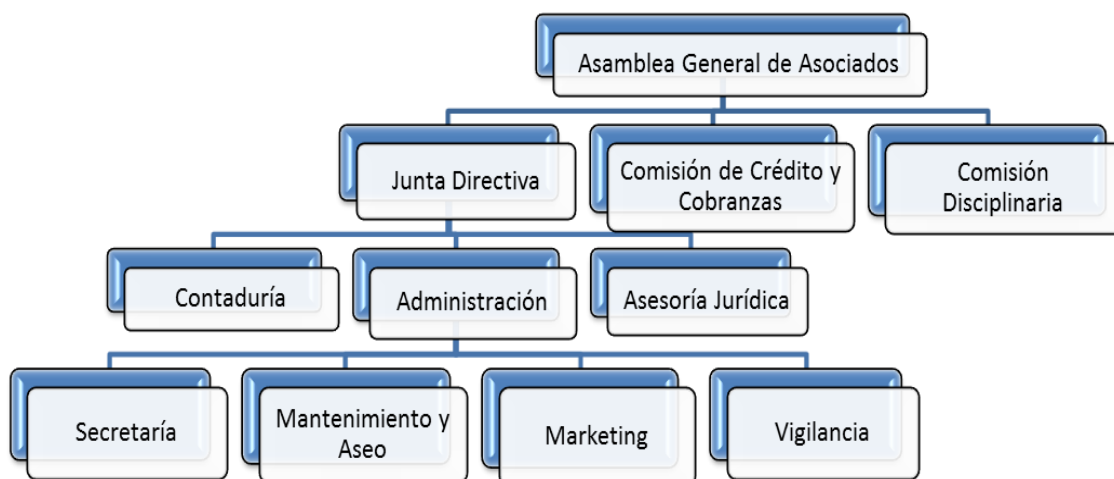 Asamblea General de Asociados
Junta Directiva
Comisión de Crédito y
Cobranzas
Comisión
Disciplinaria
Contaduría
Administración
Asesoría Jurídica
Secretaría
Mantenimiento y
Aseo
Marketing
Vigilancia